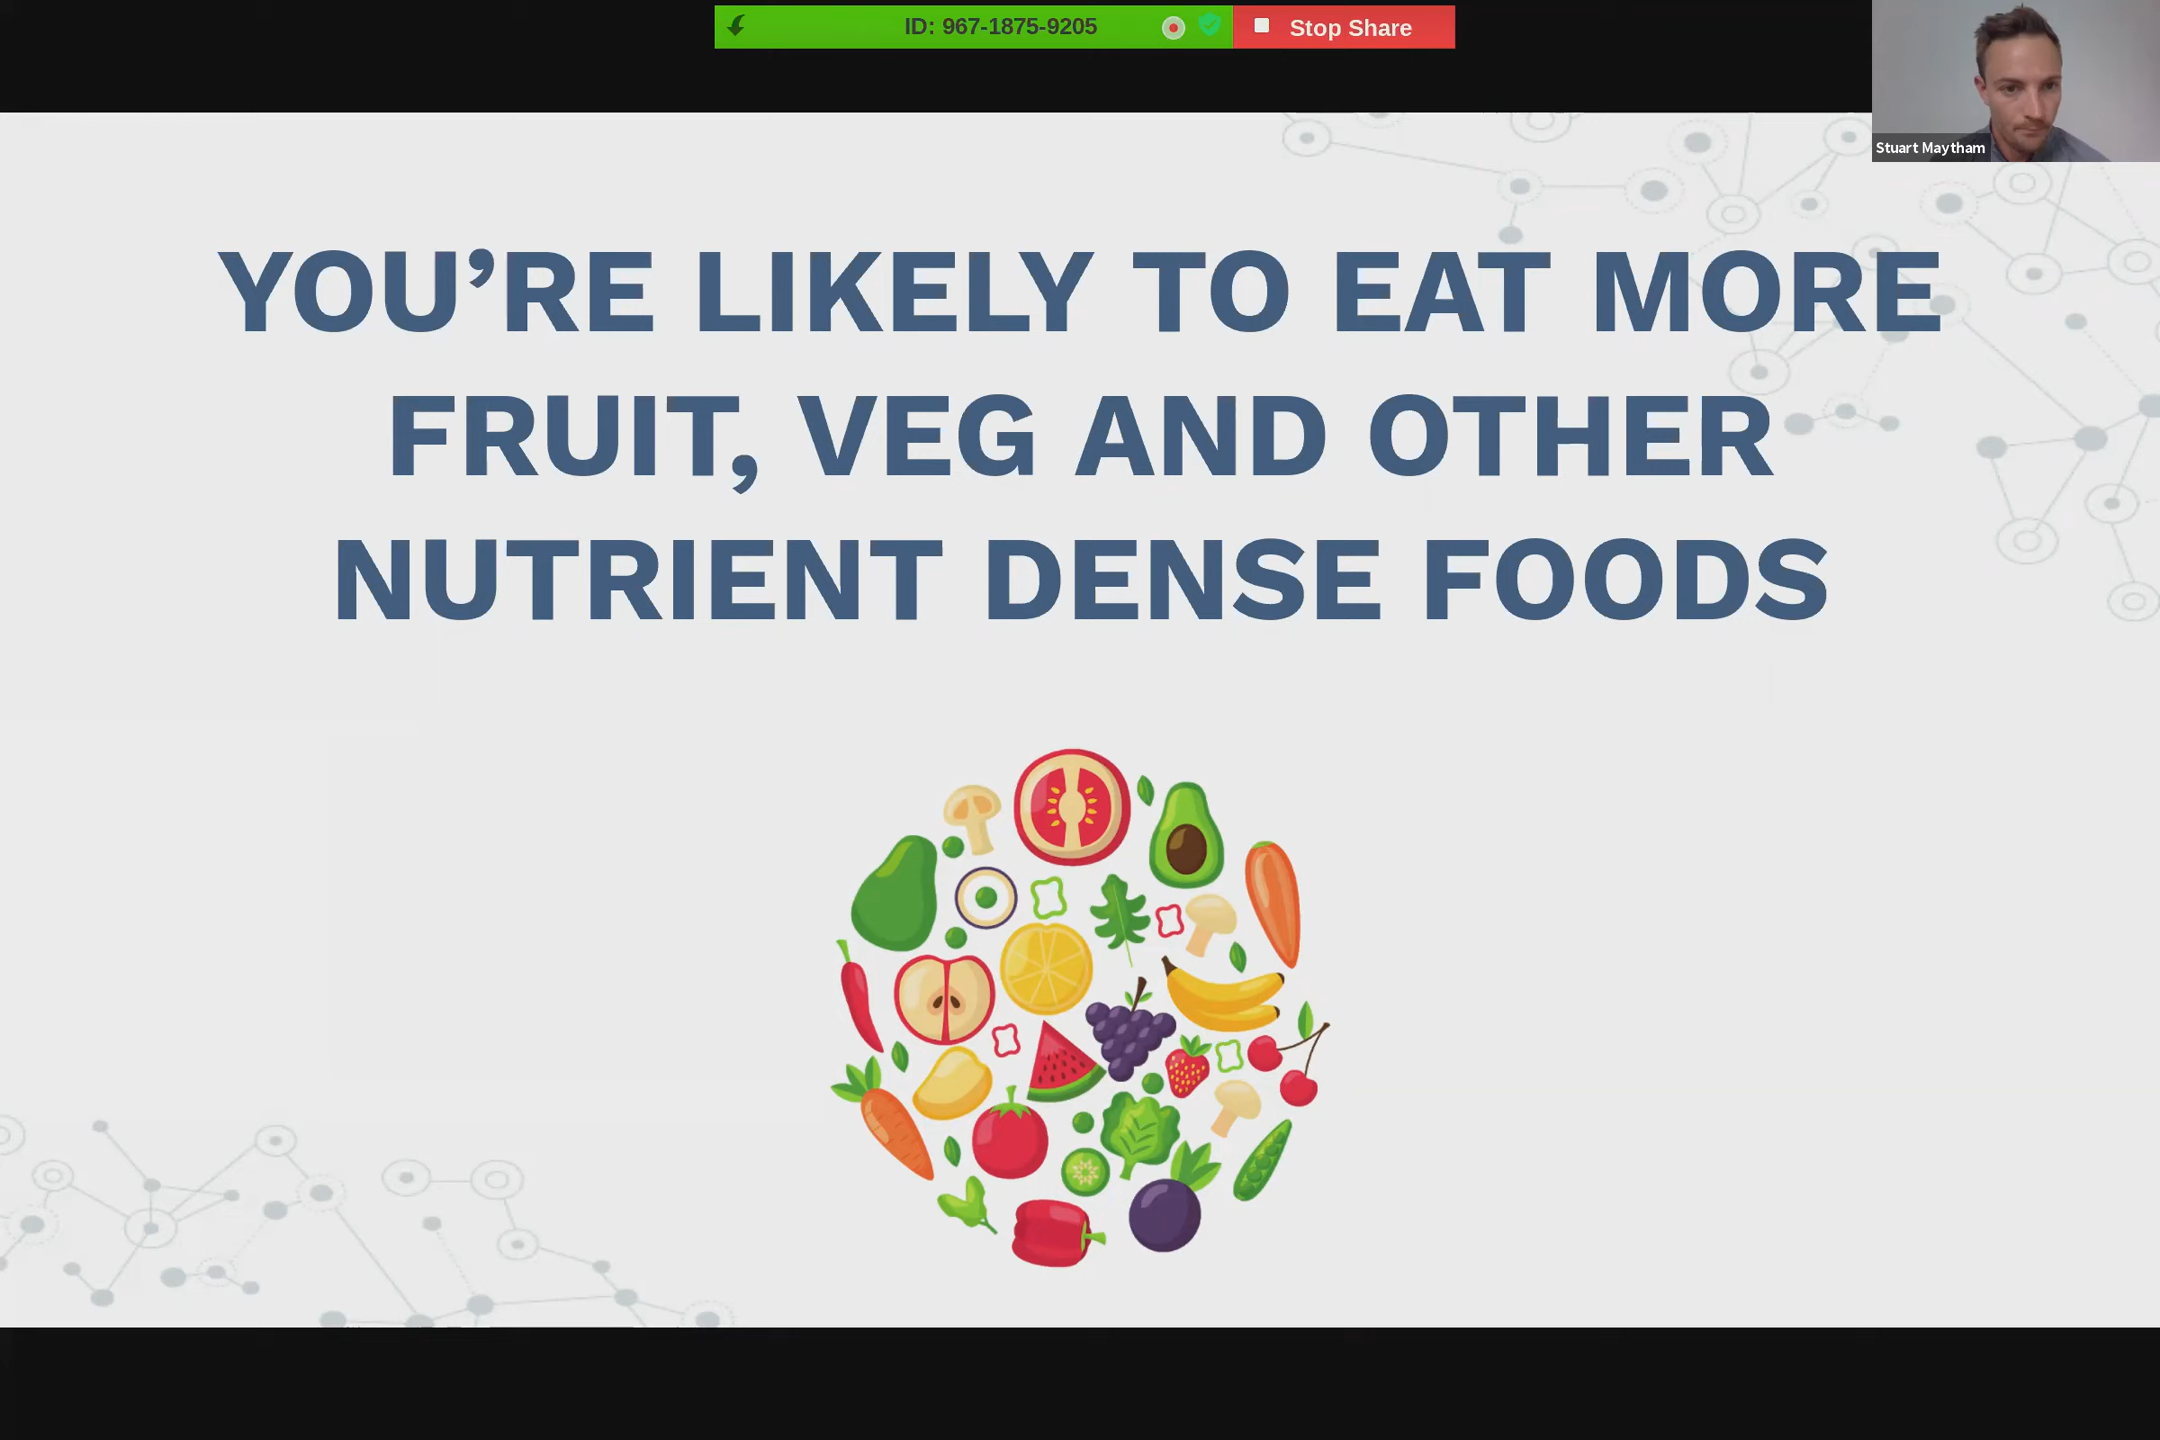 ID: 967-1875-9205
Stop Share
Stuart Maytham
YOU’RE LIKELY TO EAT MORE
FRUIT, VEG AND OTHER
NUTRIENT DENSE FOODS